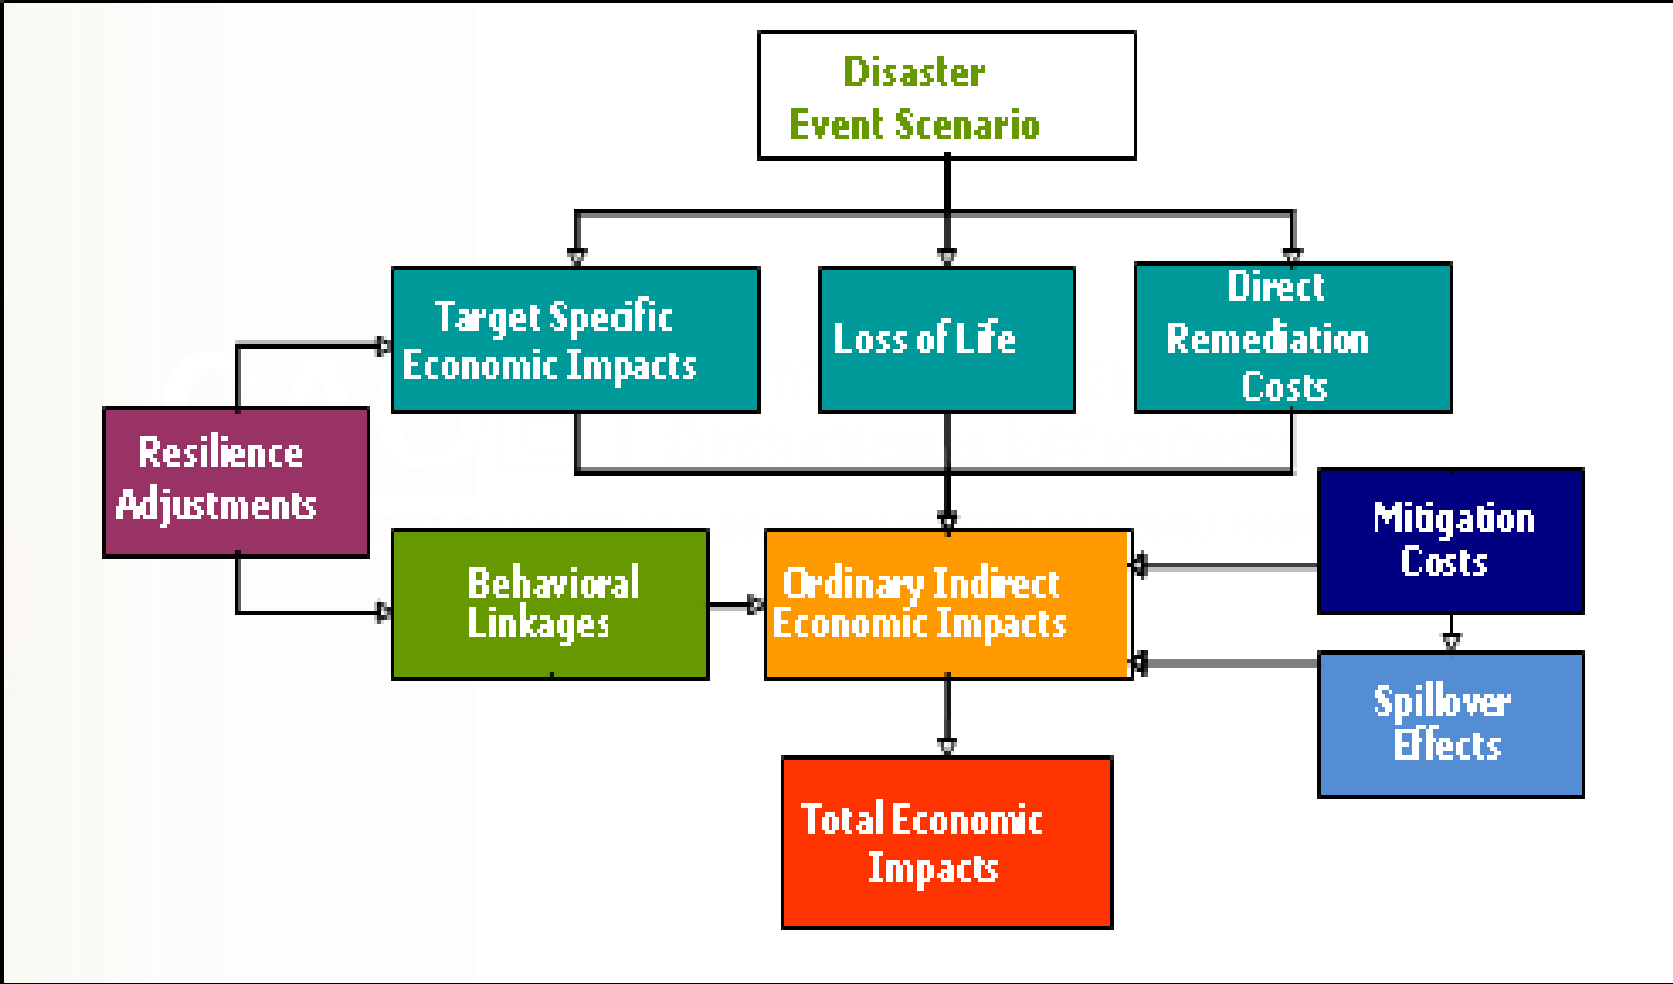 Disaster
Event Scenario
Target Specific
Economic Impacts
Loss of Life
Direct
Remediation
Costs
Resilience
Adjustments
Behavioral
Linkages
Ordinary Indirect
Economic Impacts
Mitigation
Costs
Spillover
Effects
Total Economic
Impacts